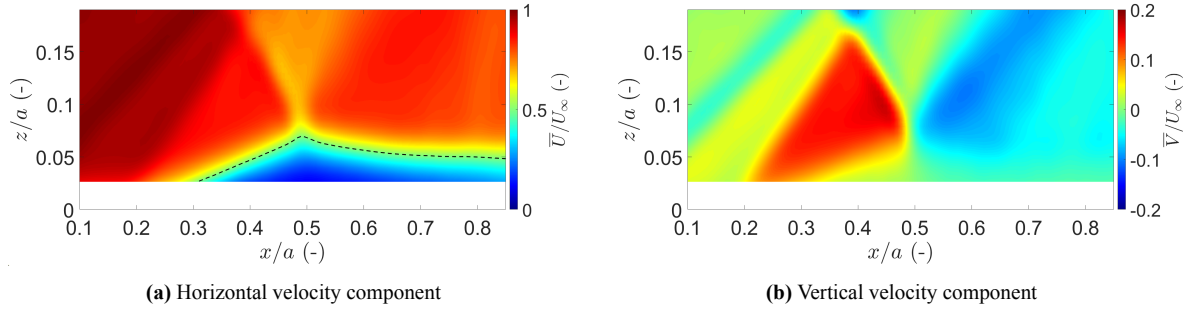 1
0.5
0
U̅/U∞ (-)
0.15
0.1
0.05
0
z/a (-)
0.1 0.2 0.3 0.4 0.5 0.6 0.7 0.8
x/a (-)
(a) Horizontal velocity component
0.2
0.1
0
-0.1
-0.2
V̅/U∞ (-)
0.15
0.1
0.05
0
z/a (-)
0.1 0.2 0.3 0.4 0.5 0.6 0.7 0.8
x/a (-)
(b) Vertical velocity component